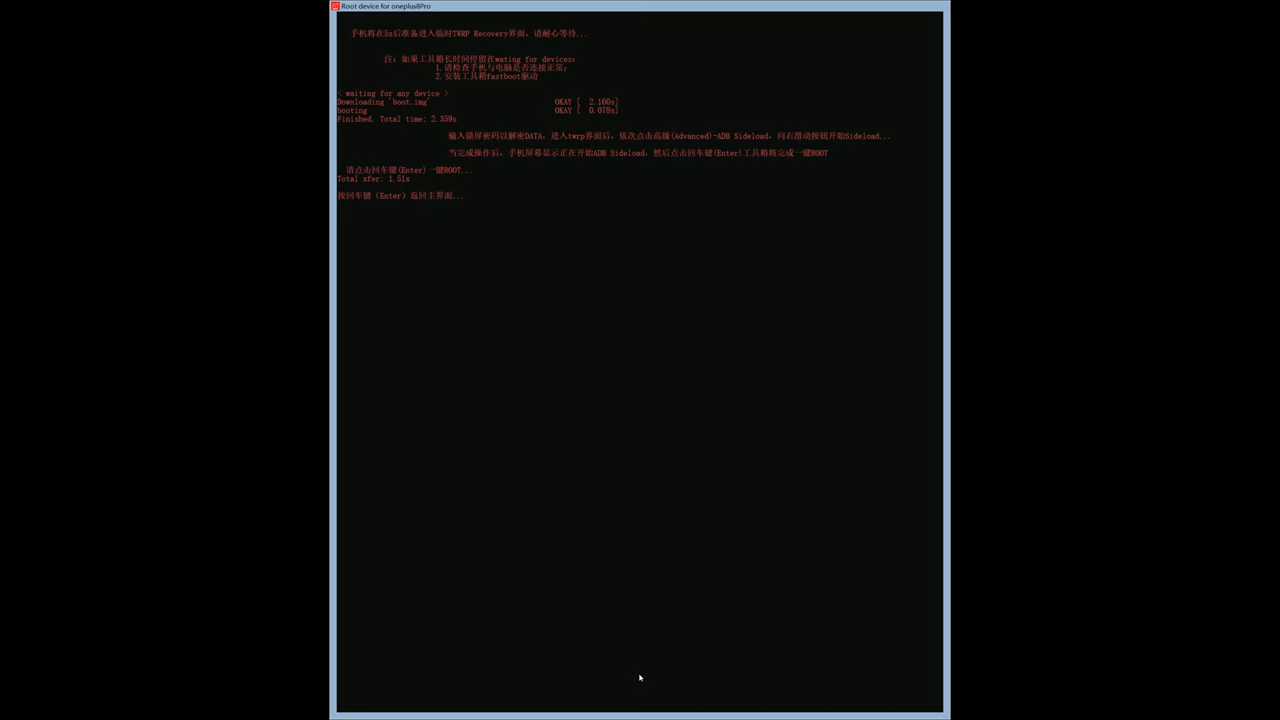 Root device for oneplus8Pro
手机将在5s后准备进入临时TWRP Recovery界面，请耐心等待...
注：如果工具箱长时间停留在wating for devices：
1.请检查手机与电脑是否连接正常；
2.安装工具箱fastboot驱动
< waiting for any device >
Downloading 'boot.img' OKAY [ 2.160s]
booting OKAY [ 0.078s]
Finished. Total time: 2.359s
输入锁屏密码以解密DATA，进入twrp界面后，依次点击高级(Advanced)-ADB Sideload，向右滑动按钮开始Sideload...
当完成操作后，手机屏幕显示正在开始ADB Sideload，然后点击回车键(Enter)工具箱将完成一键ROOT
请点击回车键(Enter)一键ROOT...
Total xfer: 1.51x
按回车键（Enter）返回主界面...